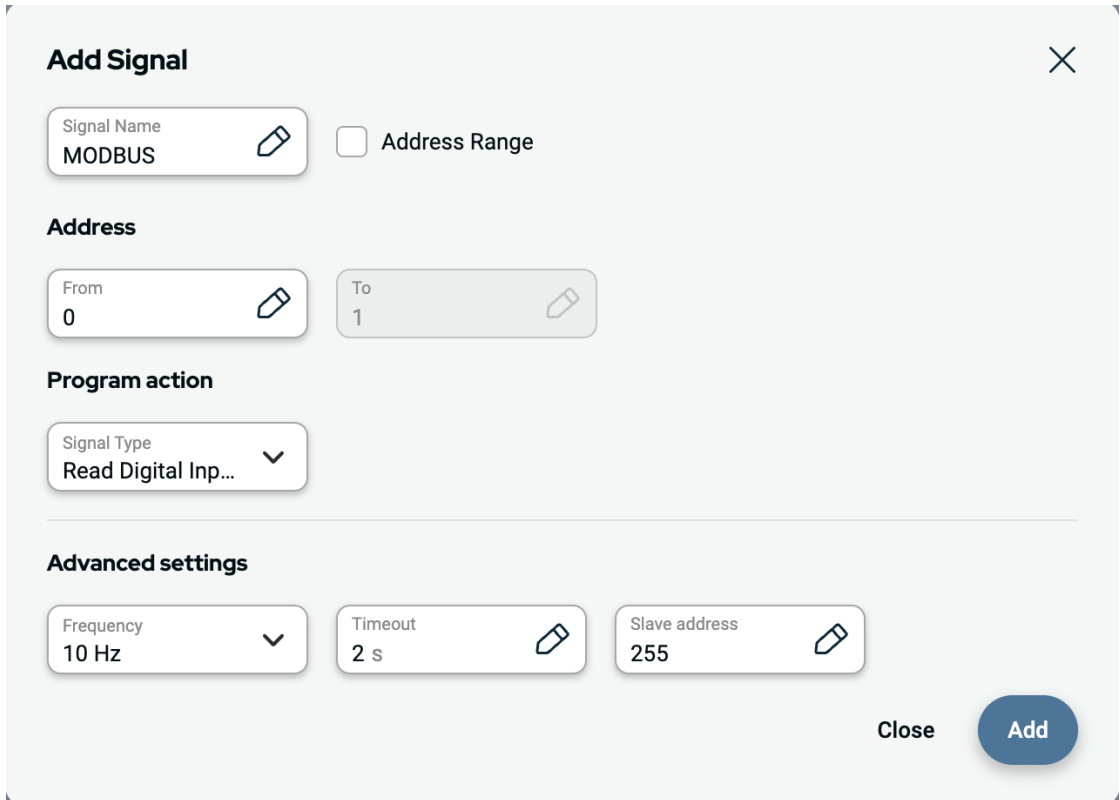 Add Signal
Signal Name
MODBUS
Address Range
Address
From
0
To
1
Program action
Signal Type
Read Digital Inp...
Advanced settings
Frequency
10 Hz
Timeout
2 s
Slave address
255
Close
Add